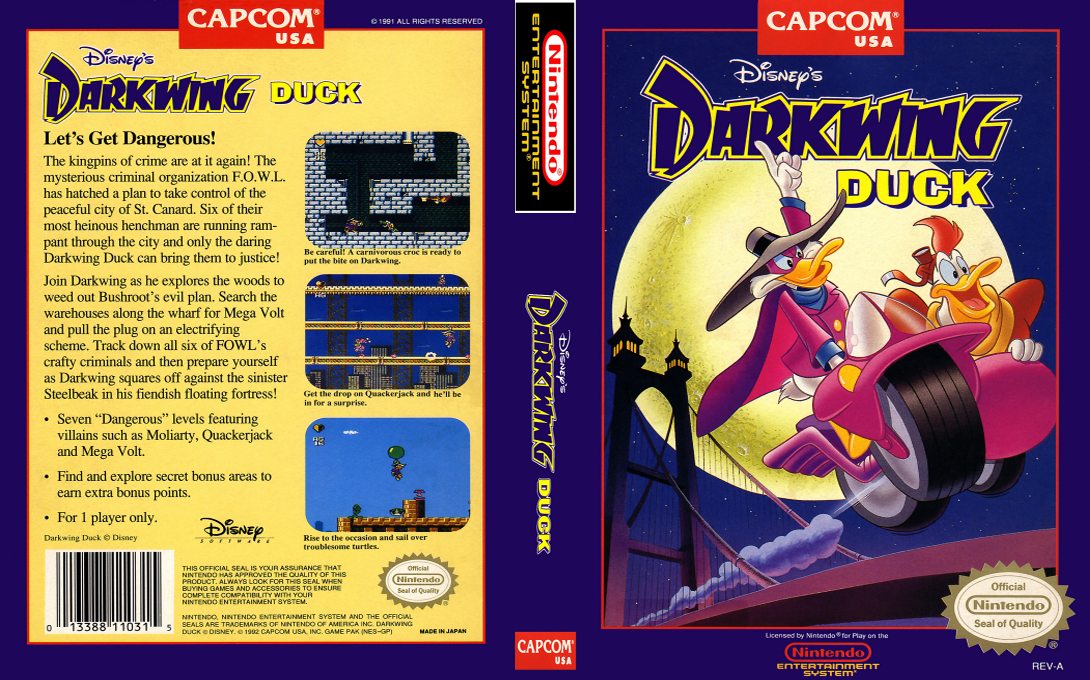 CAPCOM®
USA
© 1991 ALL RIGHTS RESERVED
Disney's
DARKWING DUCK
Let's Get Dangerous!
The kingpins of crime are at it again! The
mysterious criminal organization F.O.W.L.
has hatched a plan to take control of the
peaceful city of St. Canard. Six of their
most heinous henchman are running ram-
pant through the city and only the daring
Darkwing Duck can bring them to justice!
Join Darkwing as he explores the woods to
weed out Bushroot's evil plan. Search the
warehouses along the wharf for Mega Volt
and pull the plug on an electrifying
scheme. Track down all six of FOWL's
crafty criminals and then prepare yourself
as Darkwing squares off against the sinister
Steelbeak in his fiendish floating fortress!
• Seven “Dangerous” levels featuring
villains such as Moliarty, Quackerjack
and Mega Volt.
• Find and explore secret bonus areas to
earn extra bonus points.
• For 1 player only.
Darkwing Duck © Disney
Disney
SOFTWARE
Be careful! A carnivorous croc is ready to
put the bite on Darkwing.
Get the drop on Quackerjack and he'll be
in for a surprise.
Rise to the occasion and sail over
troublesome turtles.
0 13388 11031 5
THIS OFFICIAL SEAL IS YOUR ASSURANCE THAT
NINTENDO HAS APPROVED THE QUALITY OF THIS
PRODUCT. ALWAYS LOOK FOR THIS SEAL WHEN
BUYING GAMES AND ACCESSORIES TO ENSURE
COMPLETE COMPATIBILITY WITH YOUR
NINTENDO ENTERTAINMENT SYSTEM.
NINTENDO, NINTENDO ENTERTAINMENT SYSTEM AND THE OFFICIAL
SEALS ARE TRADEMARKS OF NINTENDO OF AMERICA INC. DARKWING
DUCK © DISNEY. © 1992 CAPCOM USA, INC. GAME PAK (NES-GP)
MADE IN JAPAN
Official
Nintendo
Seal of Quality
®
Nintendo®
ENTERTAINMENT
SYSTEM®
Disney's
DARKWING DUCK
CAPCOM®
USA
CAPCOM®
USA
Disney's
DARKWING
DUCK
Official
Nintendo
Seal of Quality
®
Licensed by Nintendo® for Play on the
Nintendo
ENTERTAINMENT
SYSTEM®
REV-A